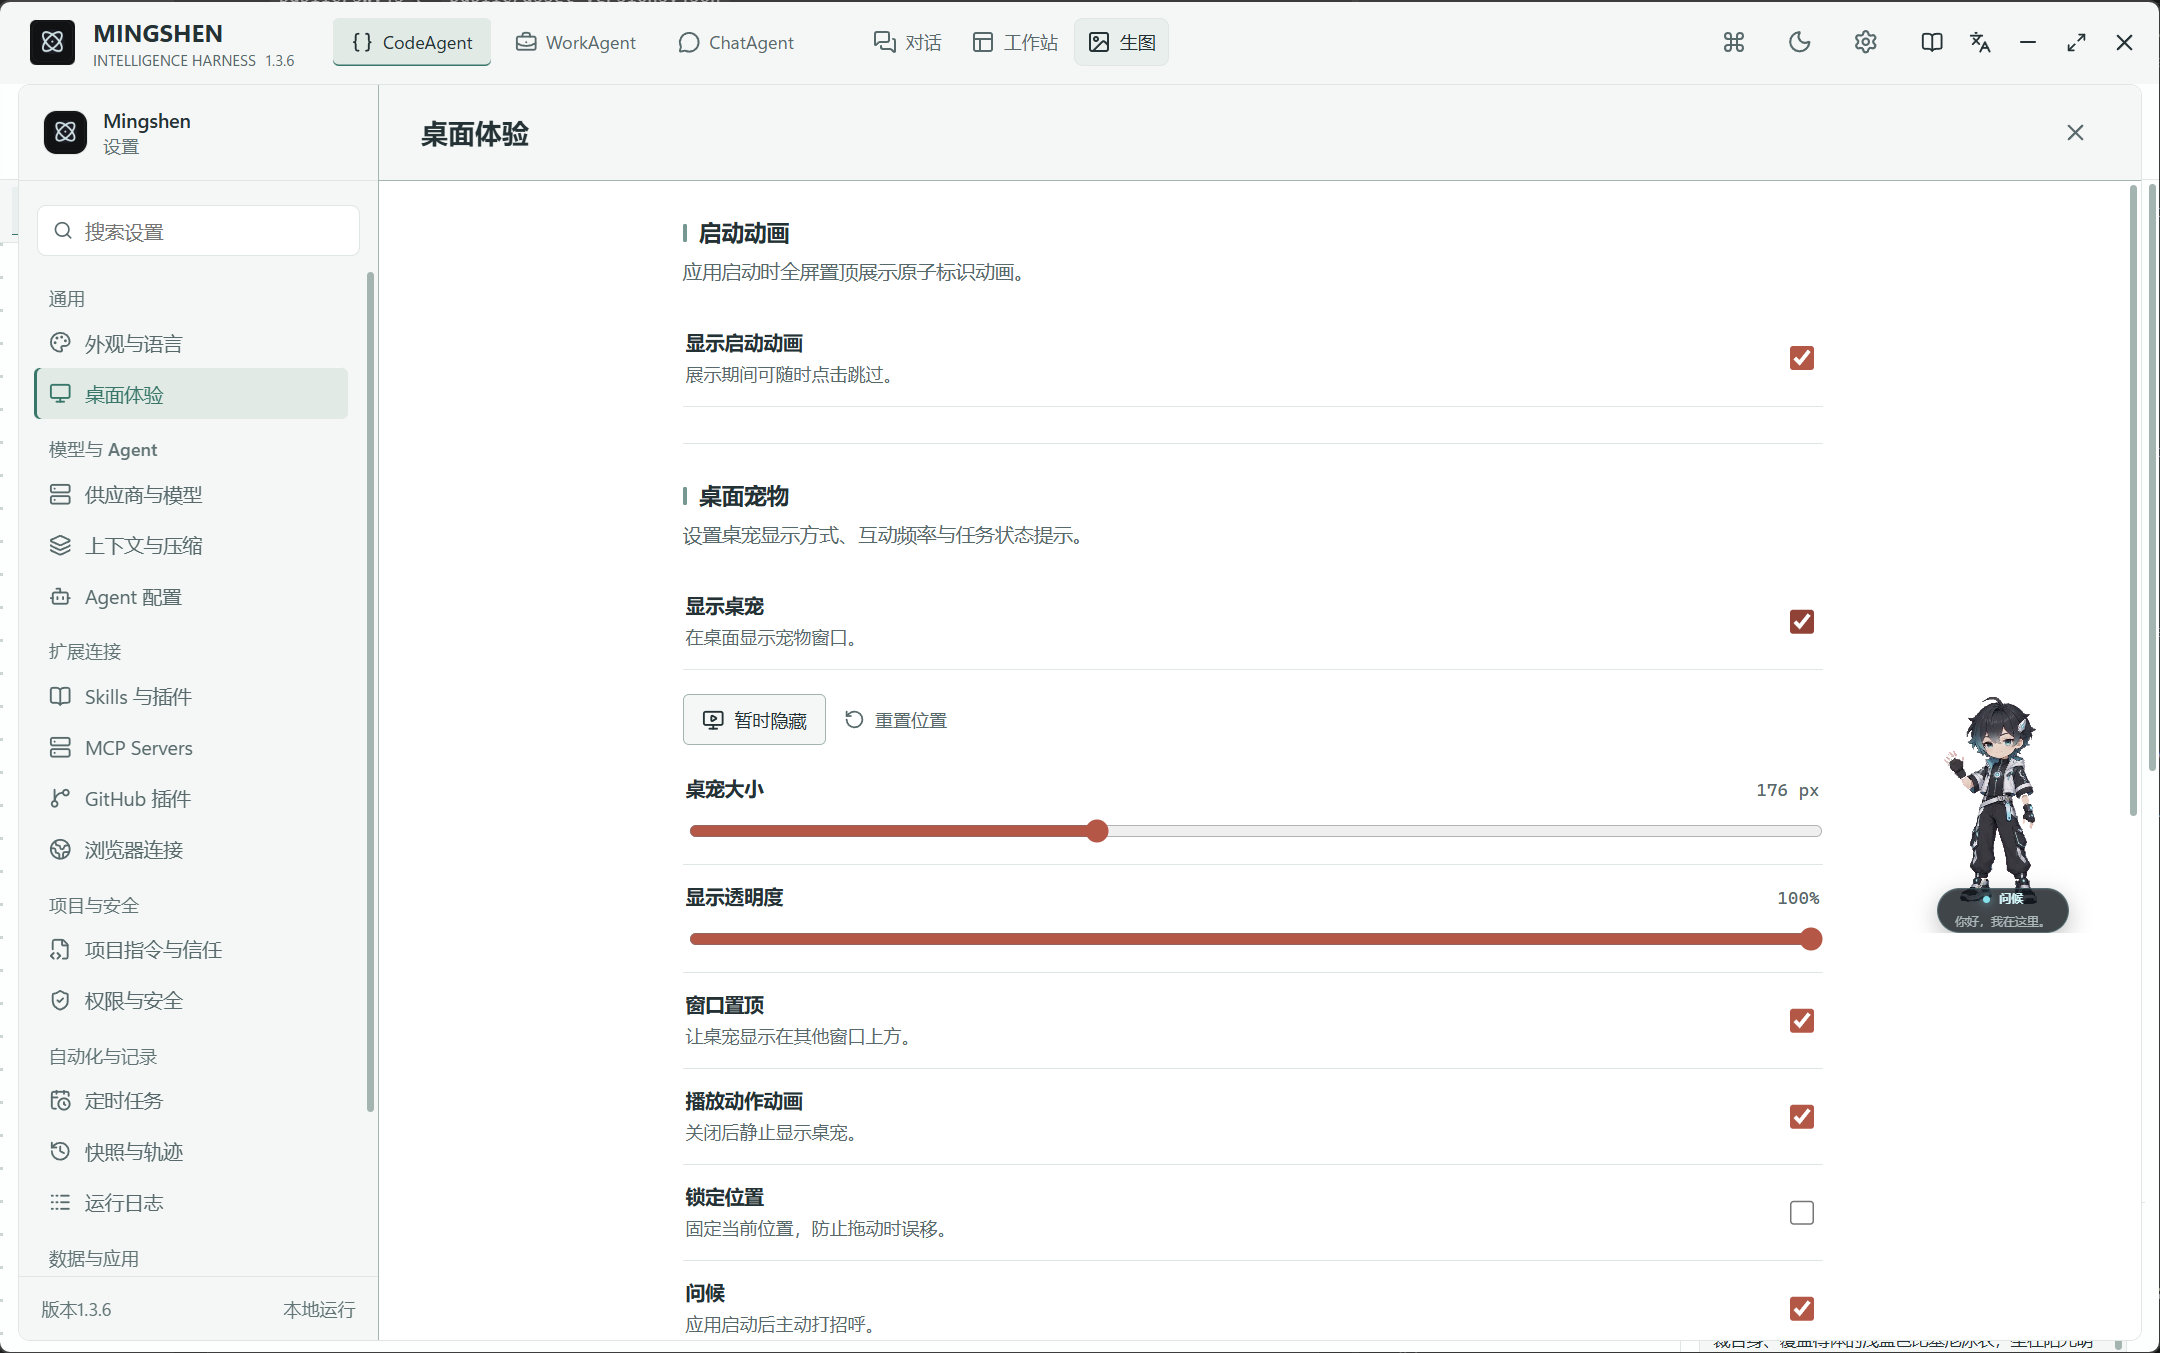 MINGSHEN
INTELLIGENCE HARNESS 1.3.6
CodeAgent
WorkAgent
ChatAgent
对话
工作站
生图
Mingshen
设置
搜索设置
通用
外观与语言
桌面体验
模型与 Agent
供应商与模型
上下文与压缩
Agent 配置
扩展连接
Skills 与插件
MCP Servers
GitHub 插件
浏览器连接
项目与安全
项目指令与信任
权限与安全
自动化与记录
定时任务
快照与轨迹
运行日志
数据与应用
版本1.3.6
本地运行
桌面体验
启动动画
应用启动时全屏置顶展示原子标识动画。
显示启动动画
展示期间可随时点击跳过。
桌面宠物
设置桌宠显示方式、互动频率与任务状态提示。
显示桌宠
在桌面显示宠物窗口。
暂时隐藏
重置位置
桌宠大小
176 px
显示透明度
100%
窗口置顶
让桌宠显示在其他窗口上方。
播放动作动画
关闭后静止显示桌宠。
锁定位置
固定当前位置，防止拖动时误移。
问候
应用启动后主动打招呼。
问候
你好，我在这里。